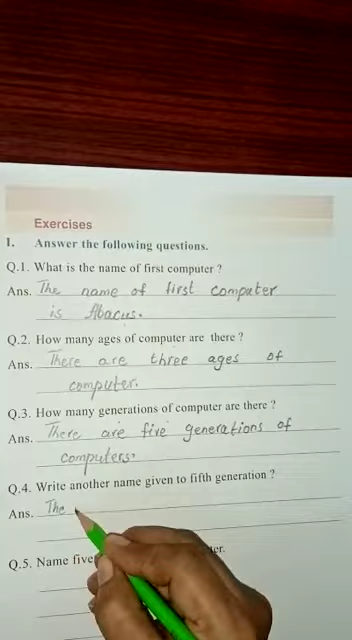 Exercises
I. Answer the following questions.
Q.1. What is the name of first computer ?
Ans. The name of first computer
is Abacus.
Q.2. How many ages of computer are there ?
Ans. There are three ages of
computer.
Q.3. How many generations of computer are there ?
Ans. There are five generations of
computers.
Q.4. Write another name given to fifth generation ?
Ans. The
Q.5. Name five er.